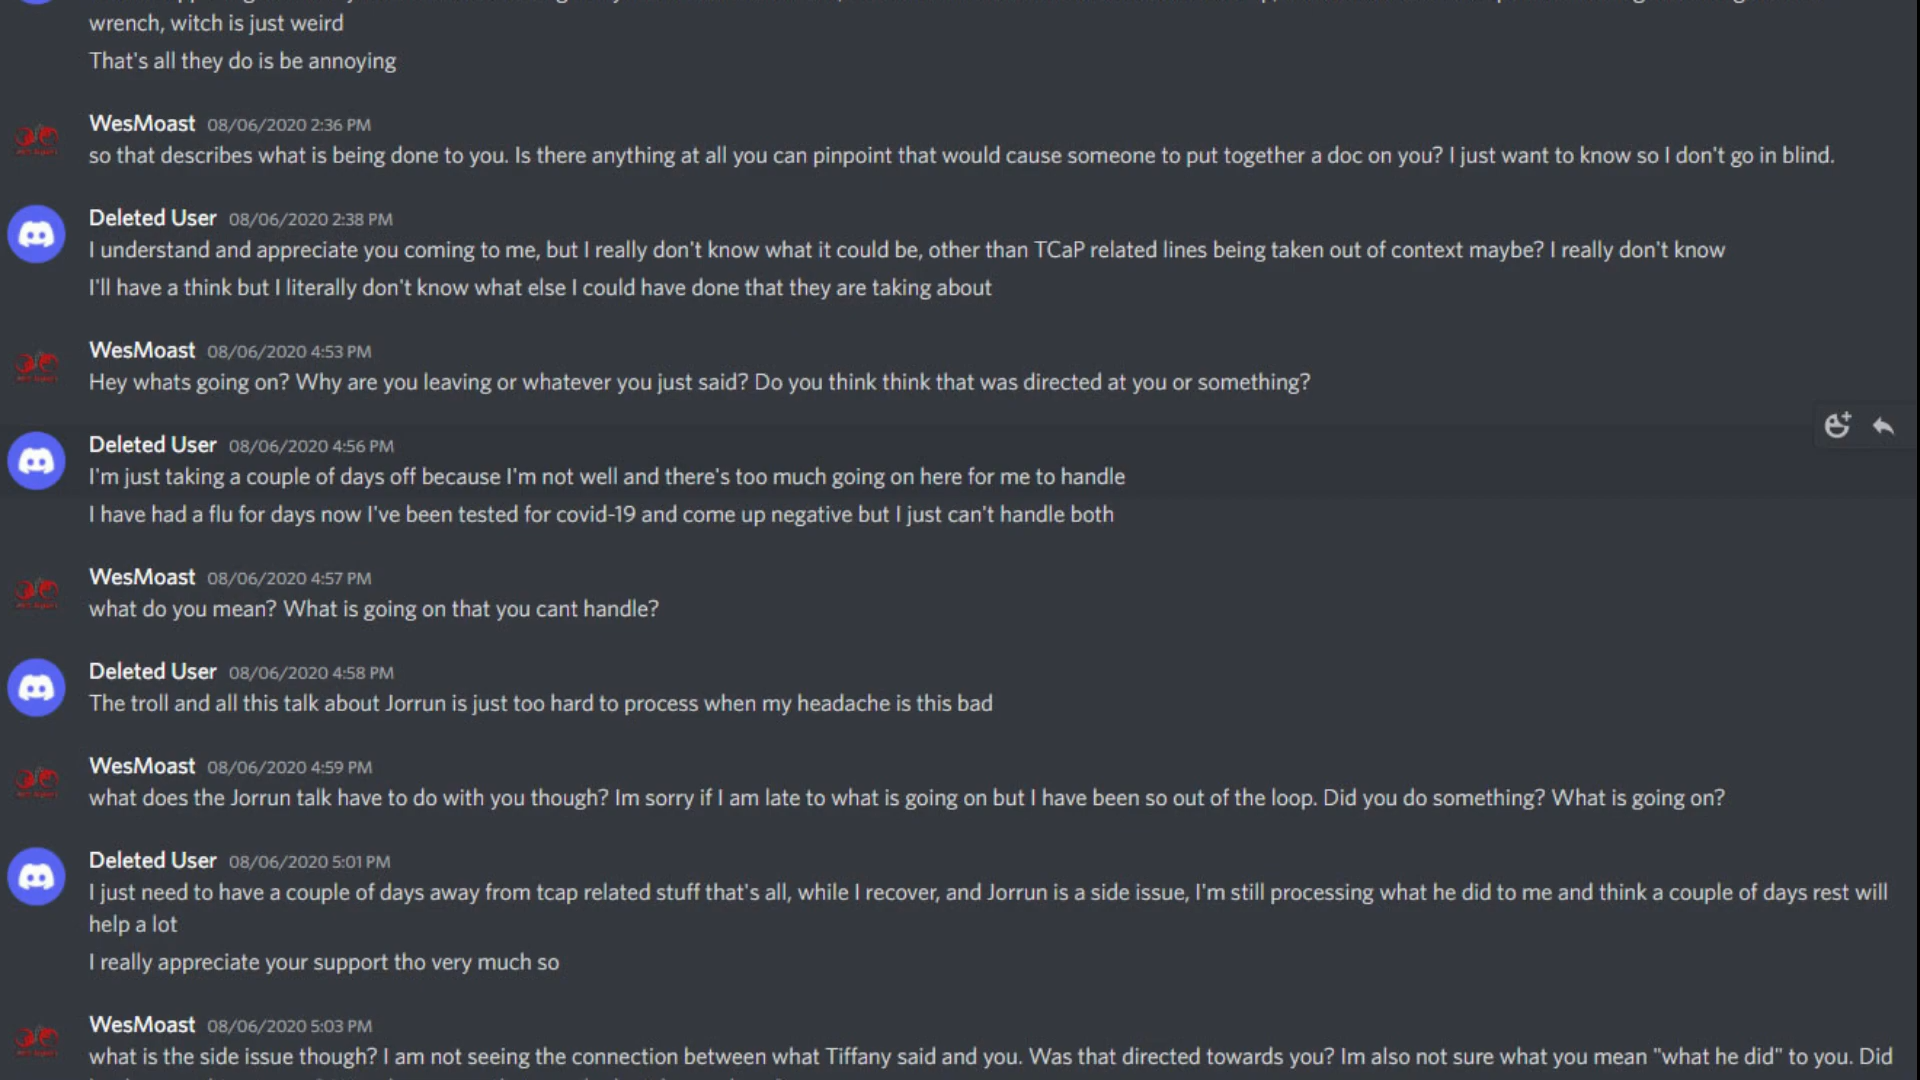 wrench, witch is just weird
That's all they do is be annoying
WesMoast 08/06/2020 2:36 PM
so that describes what is being done to you. Is there anything at all you can pinpoint that would cause someone to put together a doc on you? I just want to know so I don't go in blind.
Deleted User 08/06/2020 2:38 PM
I understand and appreciate you coming to me, but I really don't know what it could be, other than TCaP related lines being taken out of context maybe? I really don't know
I'll have a think but I literally don't know what else I could have done that they are taking about
WesMoast 08/06/2020 4:53 PM
Hey whats going on? Why are you leaving or whatever you just said? Do you think think that was directed at you or something?
Deleted User 08/06/2020 4:56 PM
I'm just taking a couple of days off because I'm not well and there's too much going on here for me to handle
I have had a flu for days now I've been tested for covid-19 and come up negative but I just can't handle both
WesMoast 08/06/2020 4:57 PM
what do you mean? What is going on that you cant handle?
Deleted User 08/06/2020 4:58 PM
The troll and all this talk about Jorrun is just too hard to process when my headache is this bad
WesMoast 08/06/2020 4:59 PM
what does the Jorrun talk have to do with you though? Im sorry if I am late to what is going on but I have been so out of the loop. Did you do something? What is going on?
Deleted User 08/06/2020 5:01 PM
I just need to have a couple of days away from tcap related stuff that's all, while I recover, and Jorrun is a side issue, I'm still processing what he did to me and think a couple of days rest will
help a lot
I really appreciate your support tho very much so
WesMoast 08/06/2020 5:03 PM
what is the side issue though? I am not seeing the connection between what Tiffany said and you. Was that directed towards you? Im also not sure what you mean "what he did" to you. Did